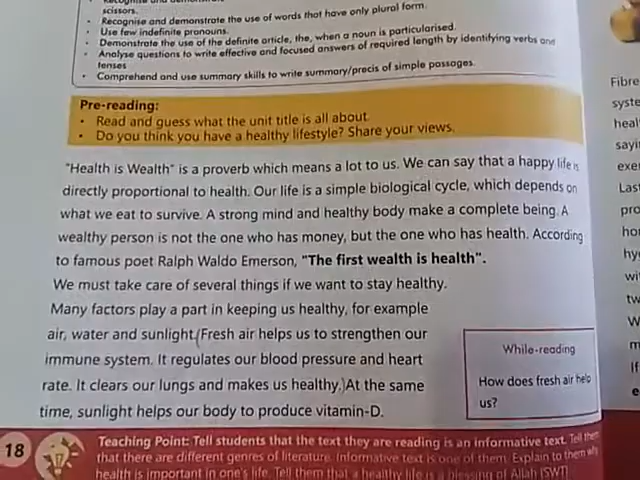 scissors.
Recognise and demonstrate the use of words that have only plural form.
Use few indefinite pronouns.
Demonstrate the use of the definite article, the, when a noun is particularised.
Analyse questions to write effective and focused answers of required length by identifying verbs and
tenses
Comprehend and use summary skills to write summary/precis of simple passages.
Pre-reading:
• Read and guess what the unit title is all about.
• Do you think you have a healthy lifestyle? Share your views.
"Health is Wealth" is a proverb which means a lot to us. We can say that a happy life is
directly proportional to health. Our life is a simple biological cycle, which depends on
what we eat to survive. A strong mind and healthy body make a complete being. A
wealthy person is not the one who has money, but the one who has health. According
to famous poet Ralph Waldo Emerson, "The first wealth is health".
We must take care of several things if we want to stay healthy.
Many factors play a part in keeping us healthy, for example
air, water and sunlight.(Fresh air helps us to strengthen our
immune system. It regulates our blood pressure and heart
rate. It clears our lungs and makes us healthy.)At the same
time, sunlight helps our body to produce vitamin-D.
While-reading
How does fresh air help
us?
18
Teaching Point: Tell students that the text they are reading is an informative text. Tell them
that there are different genres of literature. Informative text is one of them. Explain to them why
health is important in one's life. Tell them that a healthy life is a blessing of Allah (SWT)
Fibre
syste
heal
sayi
exer
Last
pro
ho
hy
wi
tw
W
m
If
e